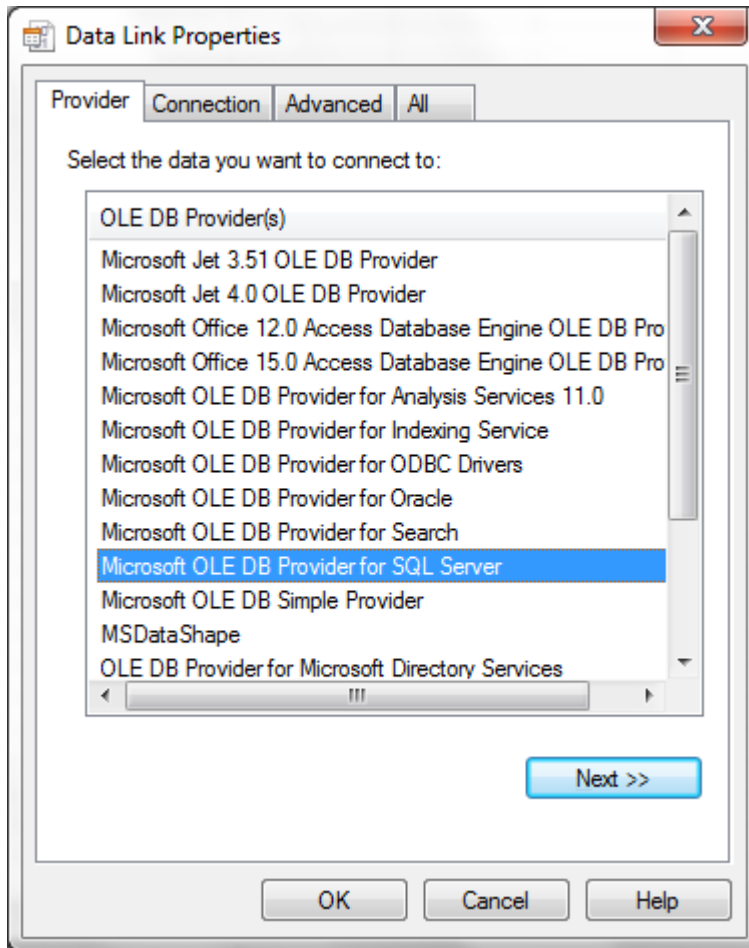 Data Link Properties
Provider
Connection
Advanced
All
Select the data you want to connect to:
OLE DB Provider(s)
Microsoft Jet 3.51 OLE DB Provider
Microsoft Jet 4.0 OLE DB Provider
Microsoft Office 12.0 Access Database Engine OLE DB Pro
Microsoft Office 15.0 Access Database Engine OLE DB Pro
Microsoft OLE DB Provider for Analysis Services 11.0
Microsoft OLE DB Provider for Indexing Service
Microsoft OLE DB Provider for ODBC Drivers
Microsoft OLE DB Provider for Oracle
Microsoft OLE DB Provider for Search
Microsoft OLE DB Provider for SQL Server
Microsoft OLE DB Simple Provider
MSDataShape
OLE DB Provider for Microsoft Directory Services
Next >>
OK
Cancel
Help